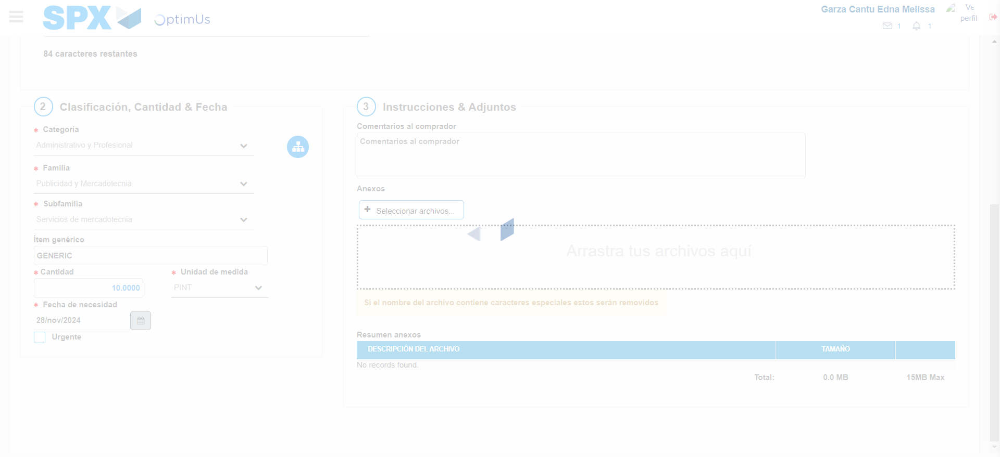 SPX
OptimUs
Garza Cantu Edna Melissa
1
1
Ve
perfil
84 caracteres restantes
2
Clasificación, Cantidad & Fecha
Categoría
Administrativo y Profesional
Familia
Publicidad y Mercadotecnia
Subfamilia
Servicios de mercadotecnia
Ítem genérico
GENERIC
Cantidad
Unidad de medida
10.0000
PINT
Fecha de necesidad
28/nov/2024
Urgente
3
Instrucciones & Adjuntos
Comentarios al comprador
Comentarios al comprador
Anexos
Seleccionar archivos...
Arrastra tus archivos aquí
Si el nombre del archivo contiene caracteres especiales estos serán removidos
Resumen anexos
DESCRIPCIÓN DEL ARCHIVO
TAMAÑO
No records found.
Total:
0.0 MB
15MB Max